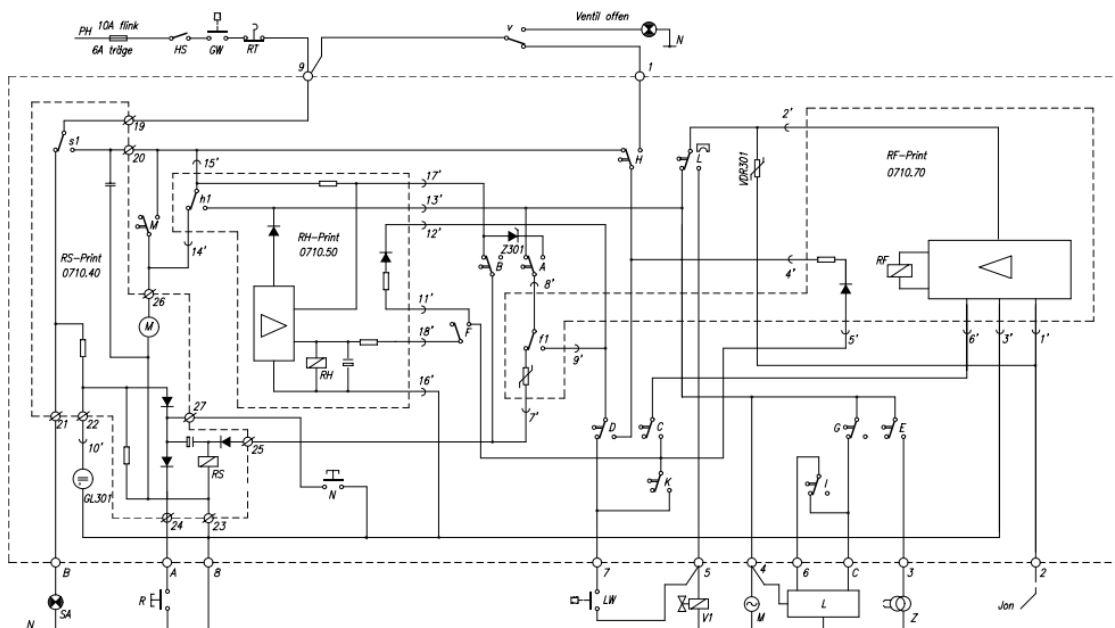 Ventil offen
v
N
PH 10A flink
6A träge
HS GW RT
9
1
19
2'
s1
20
15'
H
L
VDR301
RF-Print
0710.70
17'
h1
13'
12'
M
14'
RH-Print
0710.50
Z301
B
A
8'
4'
RF
RS-Print
0710.40
26
11'
F
18'
f1
9'
5'
6'
3'
1'
M
RH
16'
7'
27
21
22
25
D
C
G
E
10'
RS
K
I
GL301
N
24
23
B
A
8
7
5
4
6
C
3
2
SA
R
LW
V1
M
L
Z
Jon
N